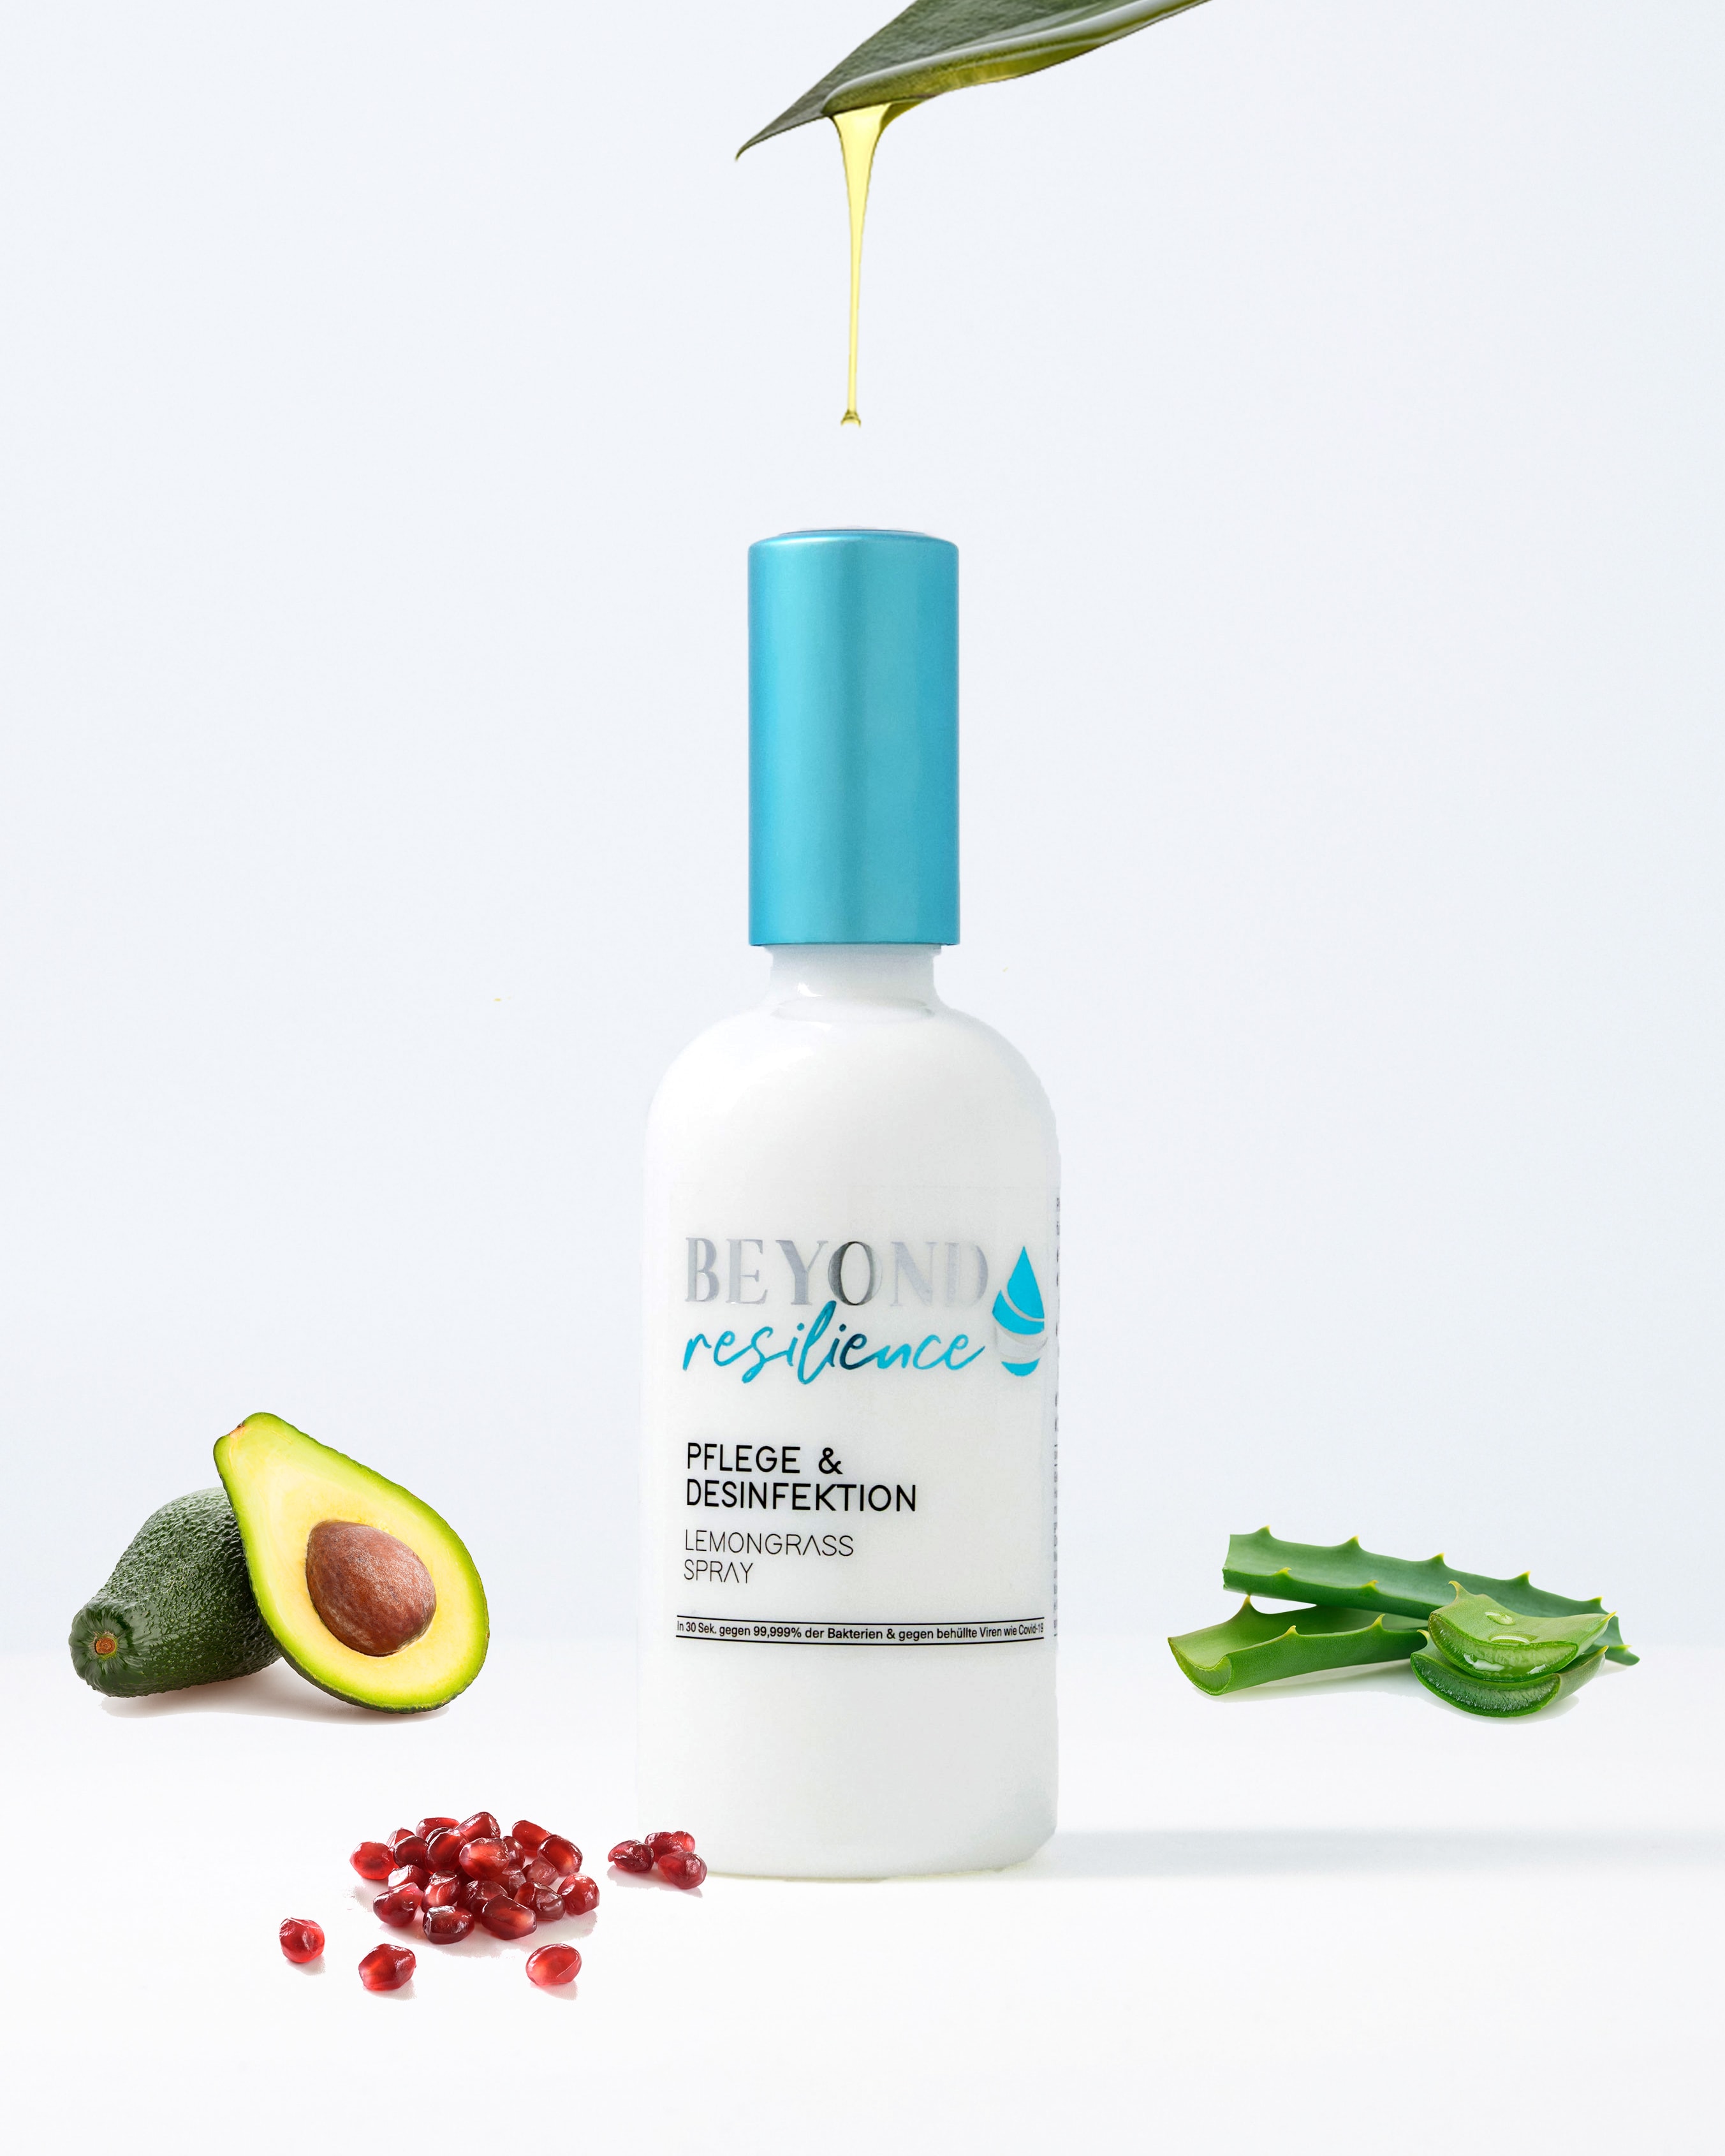 BEYOND
resilience
PFLEGE &
DESINFEKTION
LEMONGRASS
SPRAY
In 30 Sek. gegen 99,999% der Bakterien & gegen behüllte Viren wie Covid-19